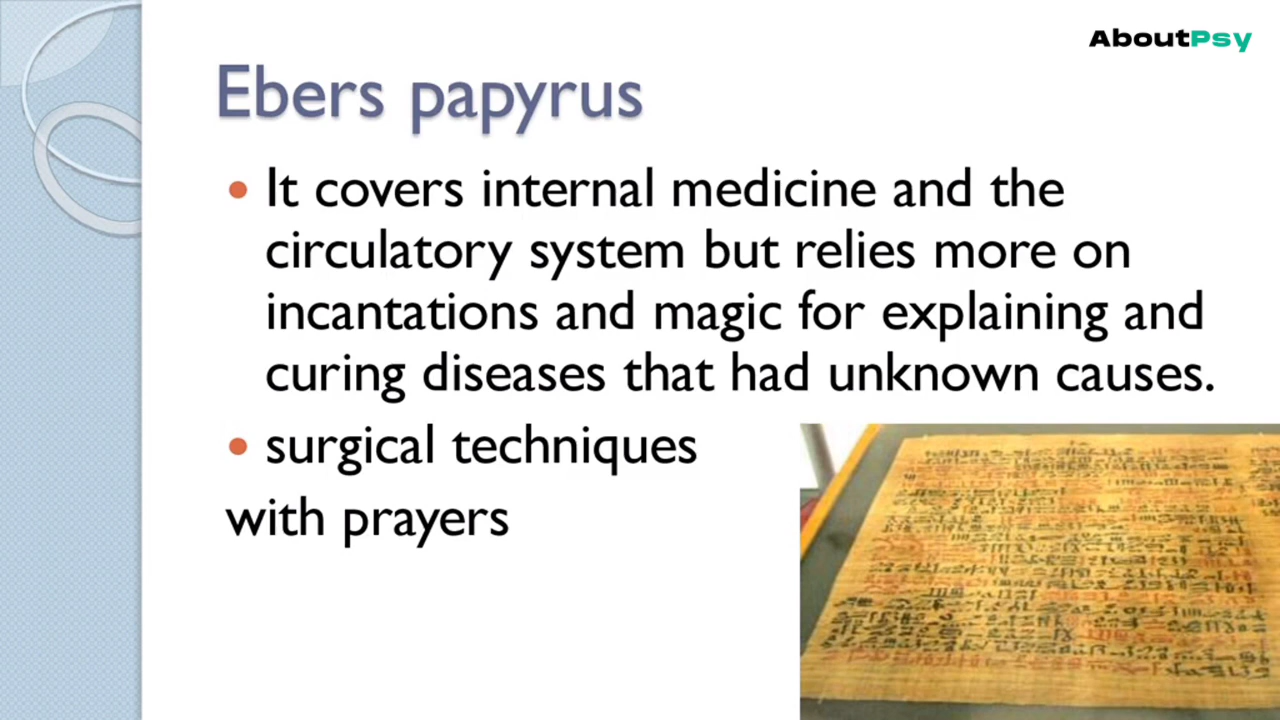 AboutPsy
Ebers papyrus
• It covers internal medicine and the
circulatory system but relies more on
incantations and magic for explaining and
curing diseases that had unknown causes.
• surgical techniques
with prayers